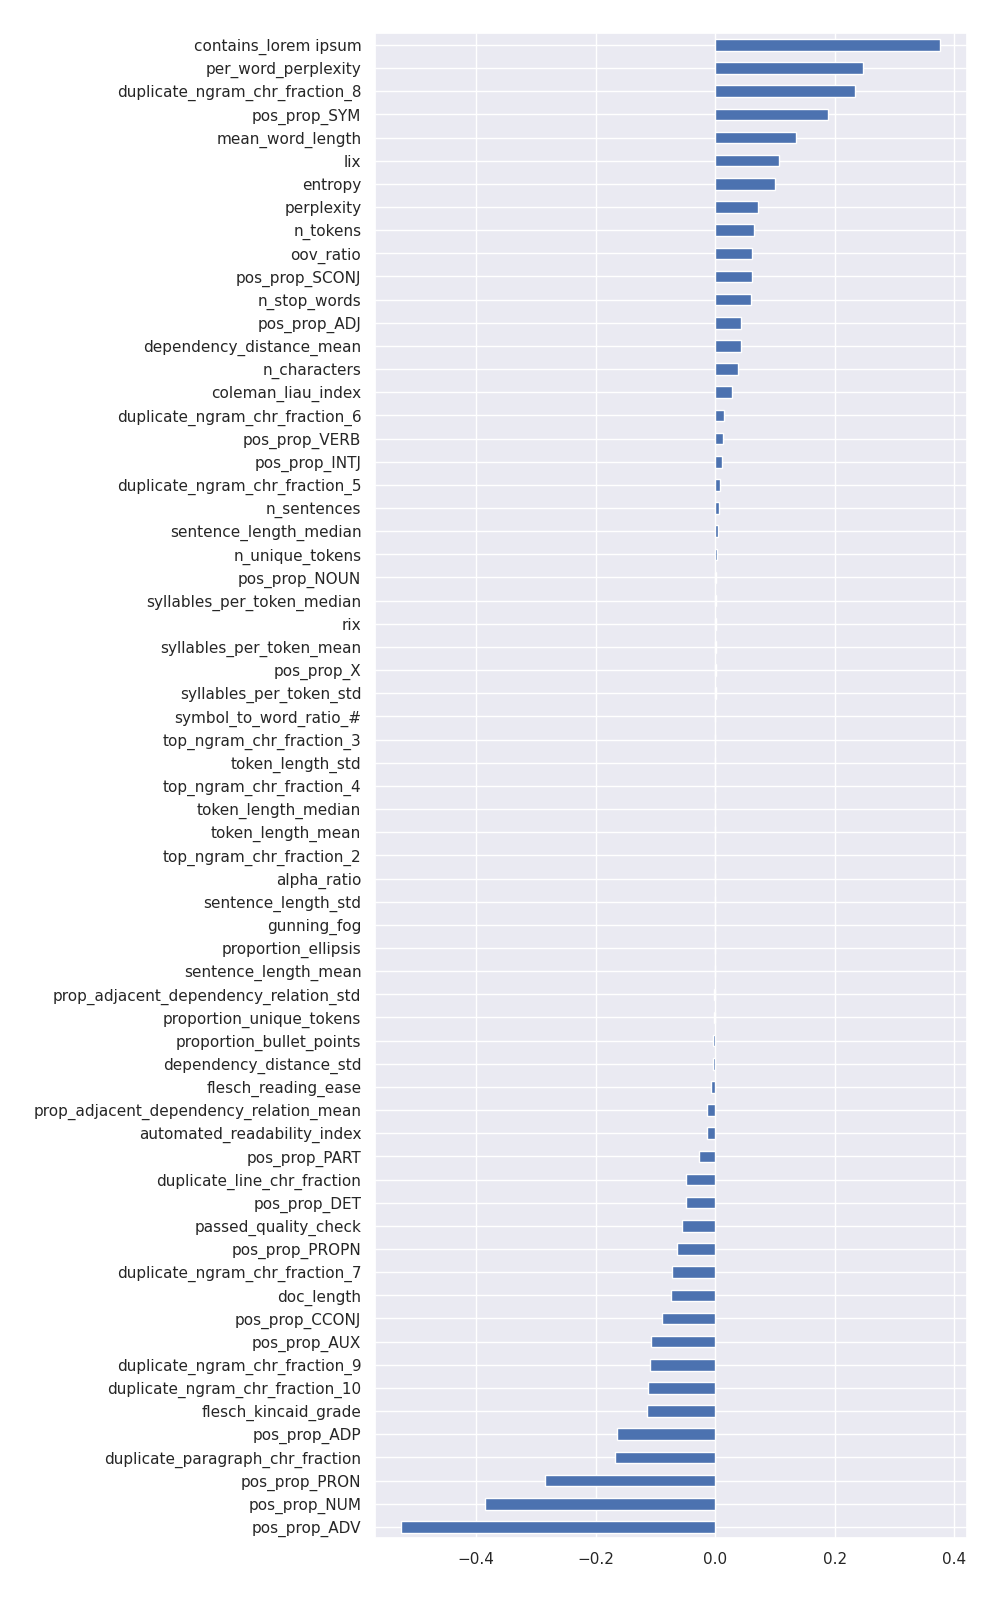 contains_lorem ipsum
per_word_perplexity
duplicate_ngram_chr_fraction_8
pos_prop_SYM
mean_word_length
lix
entropy
perplexity
n_tokens
oov_ratio
pos_prop_SCONJ
n_stop_words
pos_prop_ADJ
dependency_distance_mean
n_characters
coleman_liau_index
duplicate_ngram_chr_fraction_6
pos_prop_VERB
pos_prop_INTJ
duplicate_ngram_chr_fraction_5
n_sentences
sentence_length_median
n_unique_tokens
pos_prop_NOUN
syllables_per_token_median
rix
syllables_per_token_mean
pos_prop_X
syllables_per_token_std
symbol_to_word_ratio_#
top_ngram_chr_fraction_3
token_length_std
top_ngram_chr_fraction_4
token_length_median
token_length_mean
top_ngram_chr_fraction_2
alpha_ratio
sentence_length_std
gunning_fog
proportion_ellipsis
sentence_length_mean
prop_adjacent_dependency_relation_std
proportion_unique_tokens
proportion_bullet_points
dependency_distance_std
flesch_reading_ease
prop_adjacent_dependency_relation_mean
automated_readability_index
pos_prop_PART
duplicate_line_chr_fraction
pos_prop_DET
passed_quality_check
pos_prop_PROPN
duplicate_ngram_chr_fraction_7
doc_length
pos_prop_CCONJ
pos_prop_AUX
duplicate_ngram_chr_fraction_9
duplicate_ngram_chr_fraction_10
flesch_kincaid_grade
pos_prop_ADP
duplicate_paragraph_chr_fraction
pos_prop_PRON
pos_prop_NUM
pos_prop_ADV
−0.4 −0.2 0.0 0.2 0.4